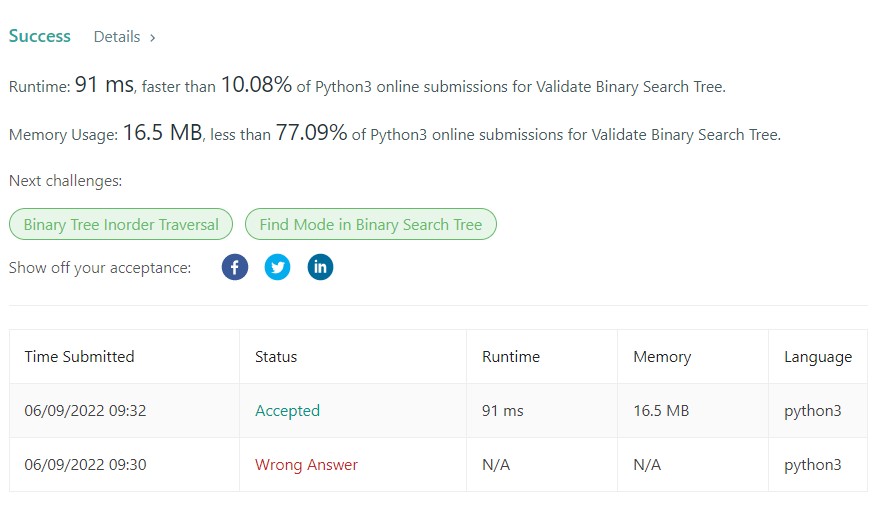 Success Details >
Runtime: 91 ms, faster than 10.08% of Python3 online submissions for Validate Binary Search Tree.
Memory Usage: 16.5 MB, less than 77.09% of Python3 online submissions for Validate Binary Search Tree.
Next challenges:
Binary Tree Inorder Traversal Find Mode in Binary Search Tree
Show off your acceptance: f in
Time Submitted Status Runtime Memory Language
06/09/2022 09:32 Accepted 91 ms 16.5 MB python3
06/09/2022 09:30 Wrong Answer N/A N/A python3